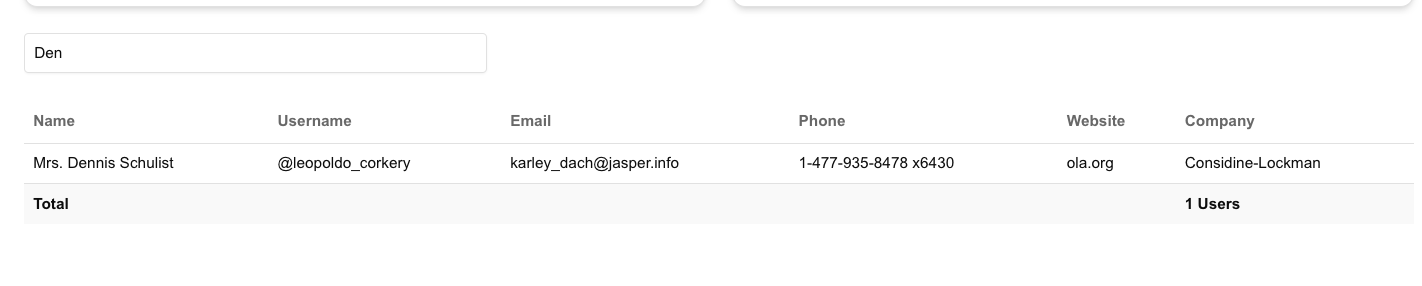 Den
Name Username Email Phone Website Company
Mrs. Dennis Schulist @leopoldo_corkery karley_dach@jasper.info 1-477-935-8478 x6430 ola.org Considine-Lockman
Total 1 Users